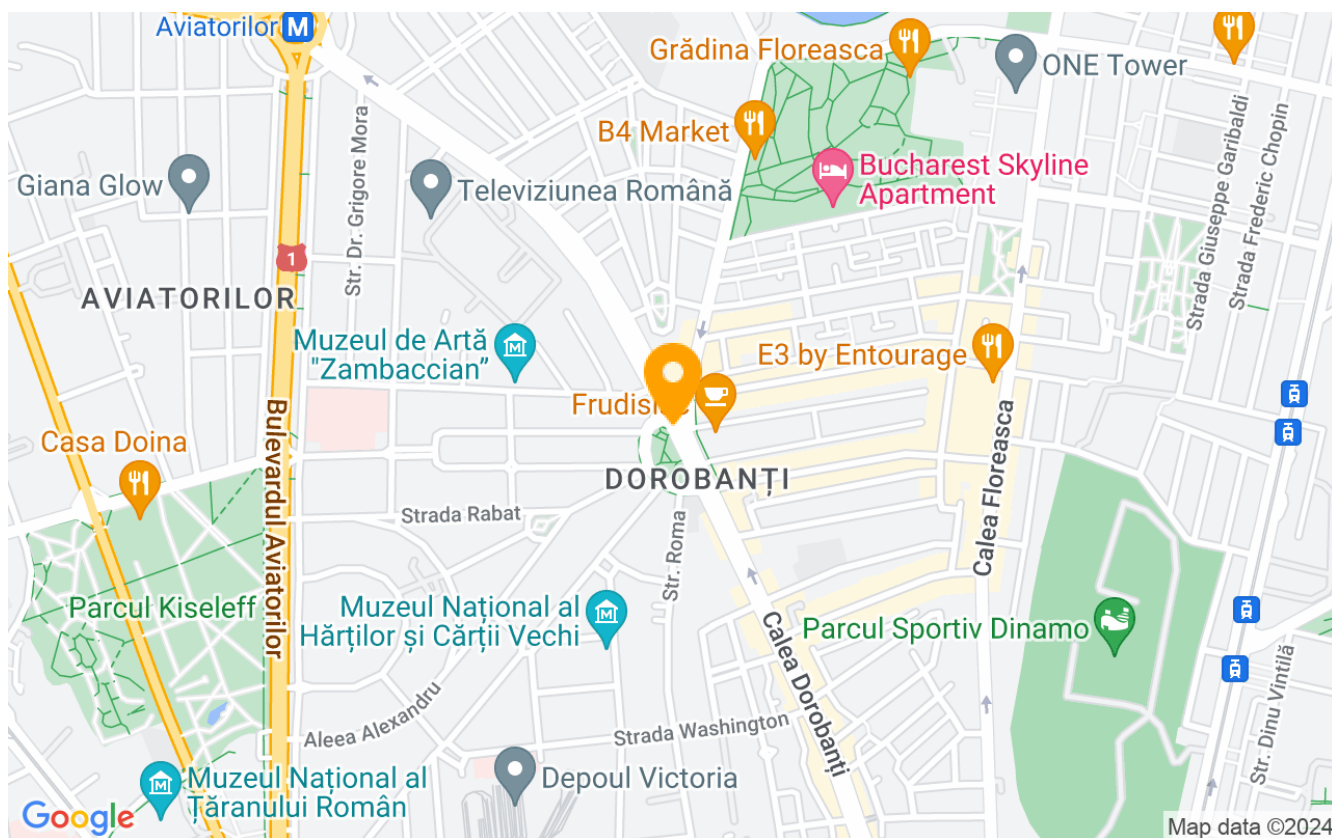 Aviatorilor
M
Grădina Floreasca
ONE Tower
B4 Market
Str. Dr. Grigore Mora
Strada Giuseppe Garibaldi
Strada Frederic Chopin
Giana Glow
Televiziunea Română
Bucharest Skyline
Apartment
1
AVIATORILOR
Muzeul de Artă
"Zambaccian”
E3 by Entourage
Casa Doina
DOROBANȚI
Bulevardul Aviatorilor
Strada Rabat
Str. Roma
Calea Floreasca
Parcul Kiseleff
Muzeul Național al
Hărților și Cărții Vechi
Parcul Sportiv Dinamo
Calea Dorobanți
Aleea Alexandru
Strada Washington
Str. Dinu Vintilă
Muzeul Național al
Țăranului Român
Depoul Victoria
Google
Map data ©2024